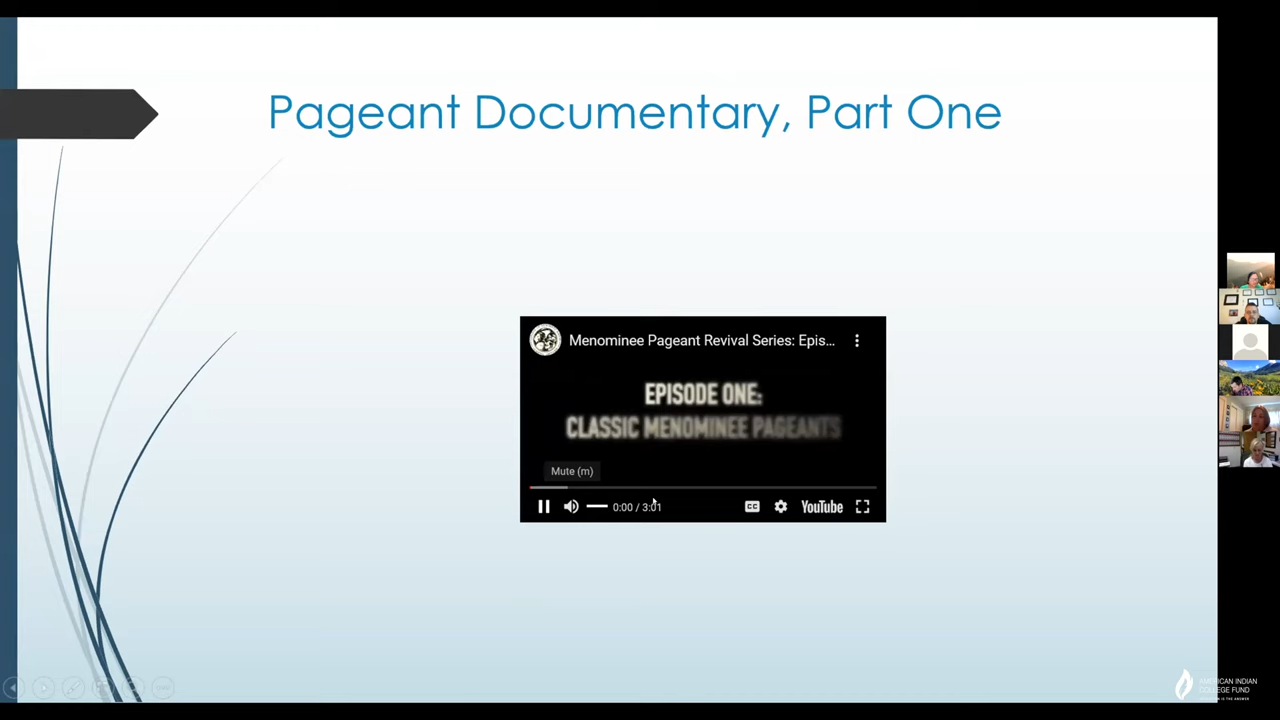 Pageant Documentary, Part One
Menominee Pageant Revival Series: Epis...
EPISODE ONE:
CLASSIC MENOMINEE PAGEANTS
Mute (m)
0:00 / 3:01
CC
YouTube
AMERICAN INDIAN
COLLEGE FUND